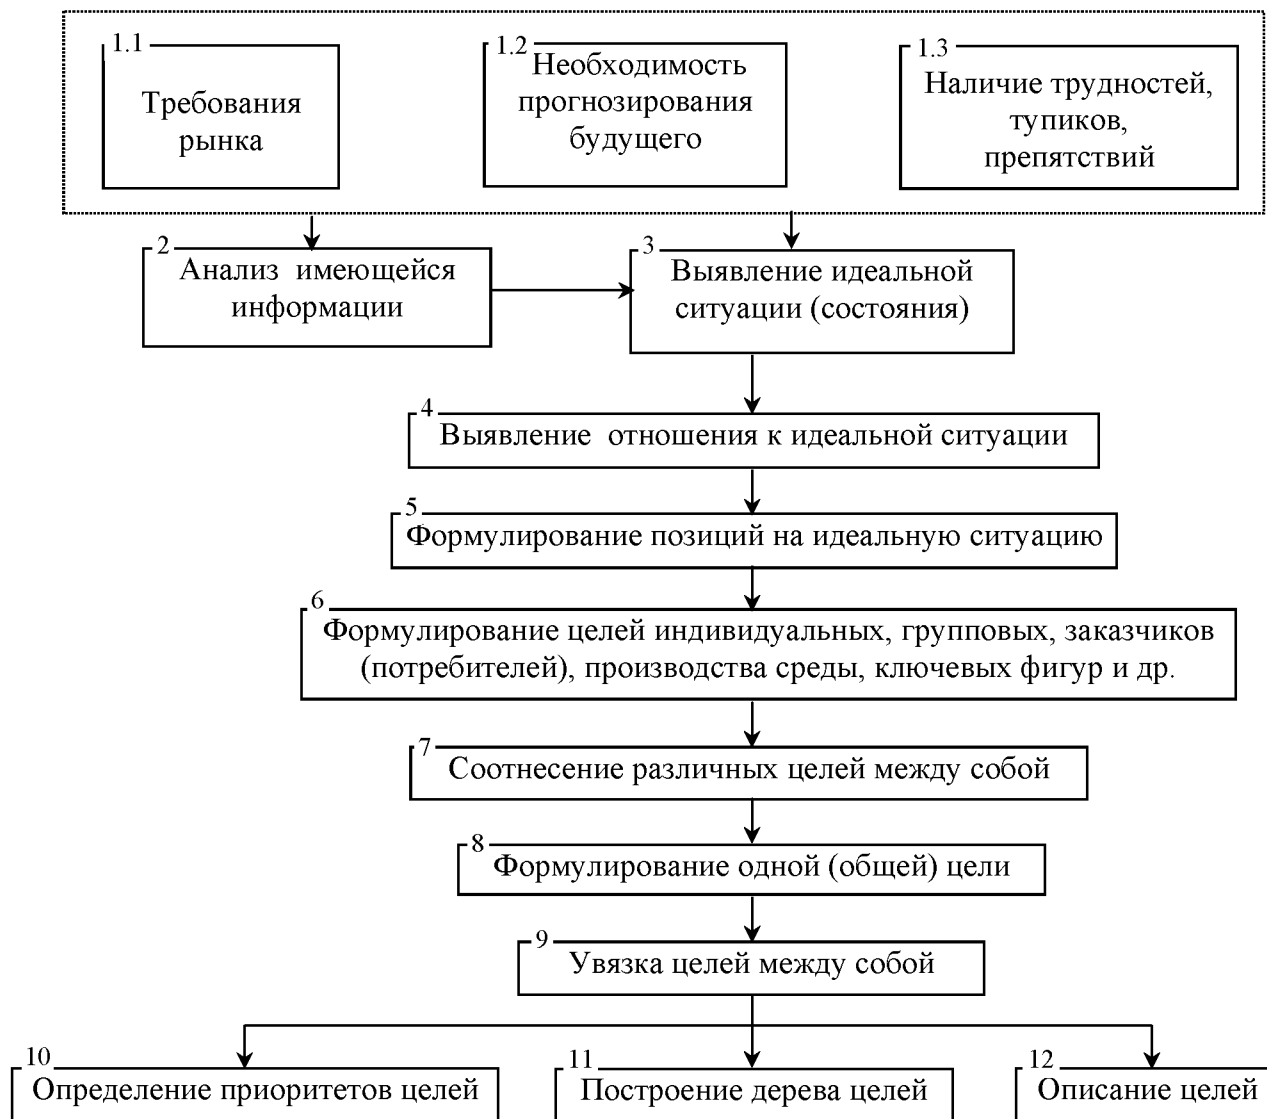 1.1
Требования
рынка
1.2
Необходимость
прогнозирования
будущего
1.3
Наличие трудностей,
тупиков,
препятствий
2
Анализ имеющейся
информации
3
Выявление идеальной
ситуации (состояния)
4
Выявление отношения к идеальной ситуации
5
Формулирование позиций на идеальную ситуацию
6
Формулирование целей индивидуальных, групповых, заказчиков
(потребителей), производства среды, ключевых фигур и др.
7
Соотнесение различных целей между собой
8
Формулирование одной (общей) цели
9
Увязка целей между собой
10
Определение приоритетов целей
11
Построение дерева целей
12
Описание целей